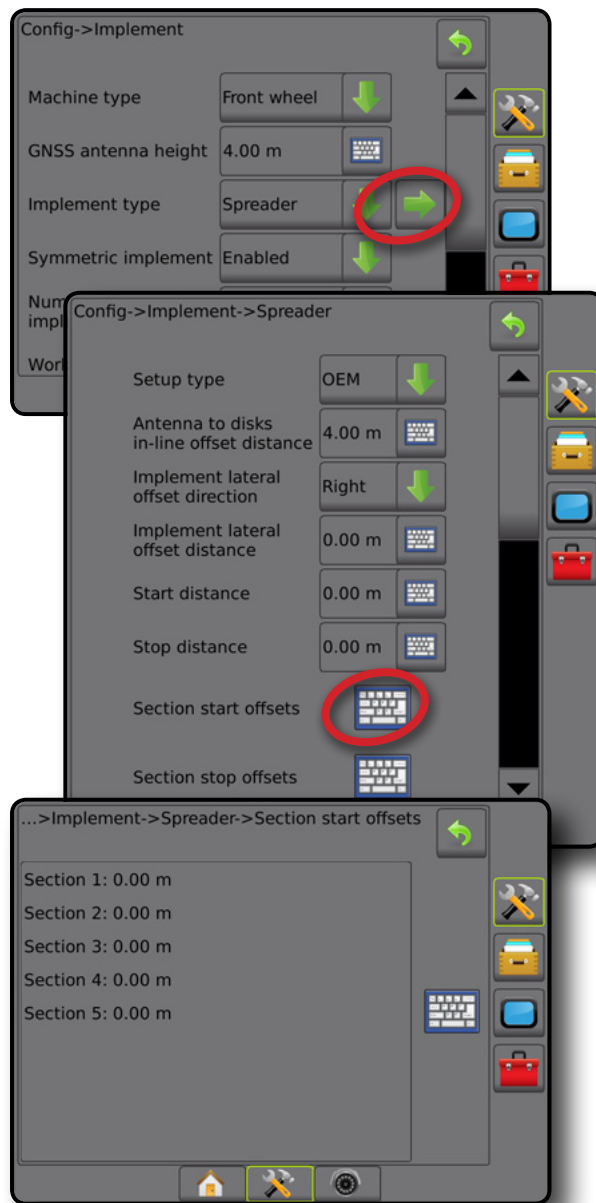 Config->Implement
Machine type Front wheel
GNSS antenna height 4.00 m
Implement type Spreader
Symmetric implement Enabled
Config->Implement->Spreader
Setup type OEM
Antenna to disks
in-line offset distance 4.00 m
Implement lateral
offset direction Right
Implement lateral
offset distance 0.00 m
Start distance 0.00 m
Stop distance 0.00 m
Section start offsets
Section stop offsets
...>Implement->Spreader->Section start offsets
Section 1: 0.00 m
Section 2: 0.00 m
Section 3: 0.00 m
Section 4: 0.00 m
Section 5: 0.00 m